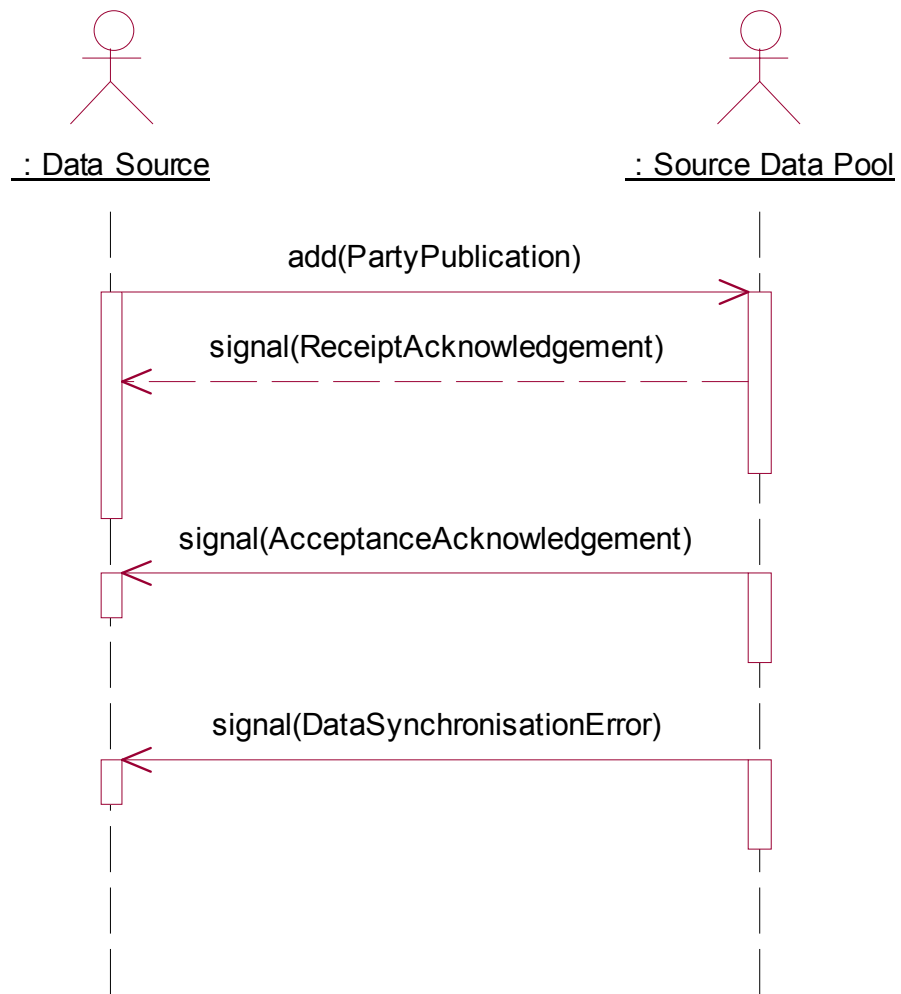 : Data Source
: Source Data Pool
add(PartyPublication)
signal(ReceiptAcknowledgement)
signal(AcceptanceAcknowledgement)
signal(DataSynchronisationError)